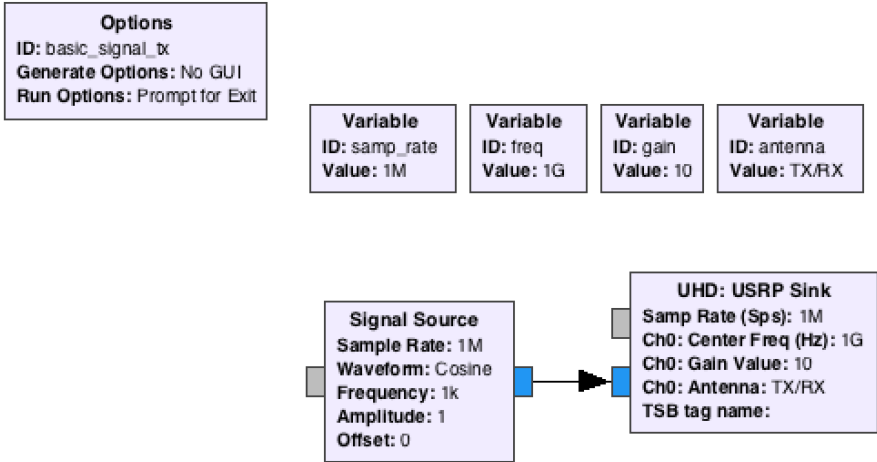 Options
ID: basic_signal_tx
Generate Options: No GUI
Run Options: Prompt for Exit
Variable
ID: samp_rate
Value: 1M
Variable
ID: freq
Value: 1G
Variable
ID: gain
Value: 10
Variable
ID: antenna
Value: TX/RX
Signal Source
Sample Rate: 1M
Waveform: Cosine
Frequency: 1k
Amplitude: 1
Offset: 0
UHD: USRP Sink
Samp Rate (Sps): 1M
Ch0: Center Freq (Hz): 1G
Ch0: Gain Value: 10
Ch0: Antenna: TX/RX
TSB tag name: